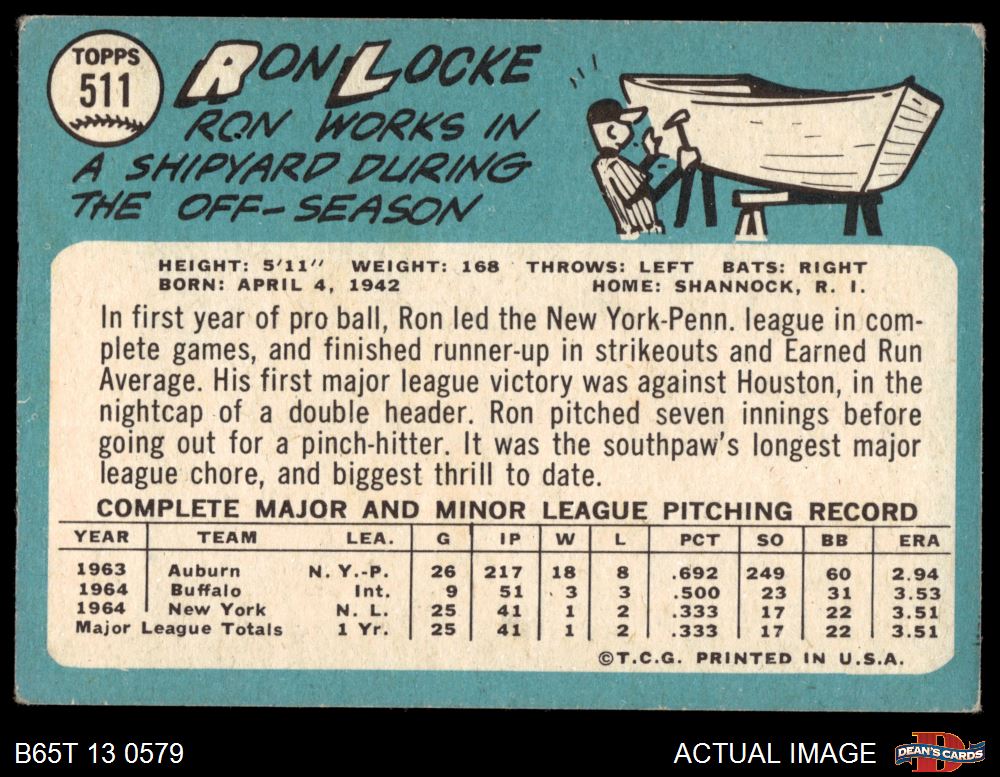 TOPPS
511
RON LOCKE
RON WORKS IN
A SHIPYARD DURING
THE OFF-SEASON
HEIGHT: 5'11" WEIGHT: 168 THROWS: LEFT BATS: RIGHT
BORN: APRIL 4, 1942 HOME: SHANNOCK, R. I.
In first year of pro ball, Ron led the New York-Penn. league in com-
plete games, and finished runner-up in strikeouts and Earned Run
Average. His first major league victory was against Houston, in the
nightcap of a double header. Ron pitched seven innings before
going out for a pinch-hitter. It was the southpaw's longest major
league chore, and biggest thrill to date.
COMPLETE MAJOR AND MINOR LEAGUE PITCHING RECORD
YEAR TEAM LEA. G IP W L PCT SO BB ERA
1963 Auburn N. Y.-P. 26 217 18 8 .692 249 60 2.94
1964 Buffalo Int. 9 51 3 3 .500 23 31 3.53
1964 New York N. L. 25 41 1 2 .333 17 22 3.51
Major League Totals 1 Yr. 25 41 1 2 .333 17 22 3.51
©T.C.G. PRINTED IN U.S.A.
B65T 13 0579 ACTUAL IMAGE DEAN'S CARDS